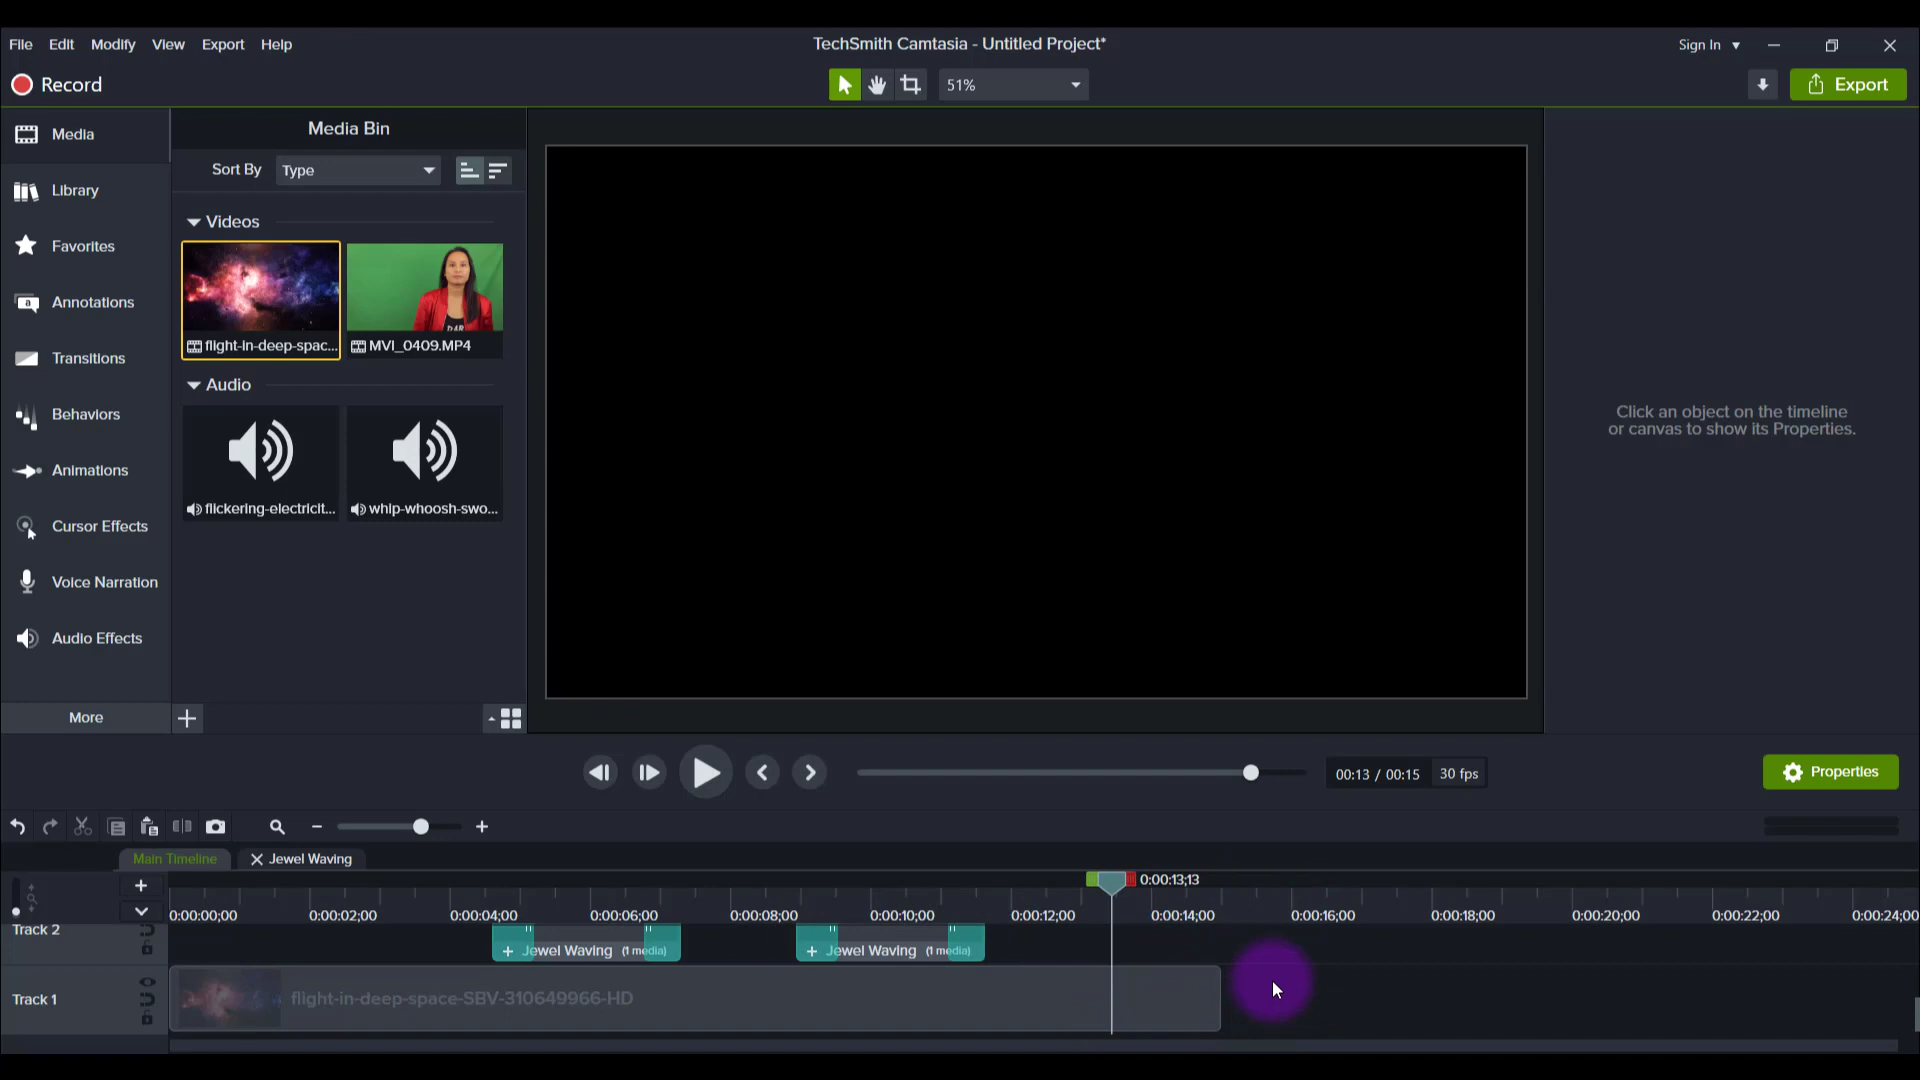 File Edit Modify View Export Help
TechSmith Camtasia - Untitled Project*
Sign In
Record
51%
Export
Media
Library
Favorites
Annotations
Transitions
Behaviors
Animations
Cursor Effects
Voice Narration
Audio Effects
More
Media Bin
Sort By Type
Videos
flight-in-deep-spac...
MVI_0409.MP4
Audio
flickering-electricit...
whip-whoosh-swo...
Click an object on the timeline
or canvas to show its Properties.
00:13 / 00:15 30 fps
Properties
Main Timeline
Jewel Waving
0:00:13;13
0:00:00;00 0:00:02;00 0:00:04;00 0:00:06;00 0:00:08;00 0:00:10;00 0:00:12;00 0:00:14;00 0:00:16;00 0:00:18;00 0:00:20;00 0:00:22;00 0:00:24;00
Track 2
+ Jewel Waving (1 media)
+ Jewel Waving (1 media)
Track 1
flight-in-deep-space-SBV-310649966-HD